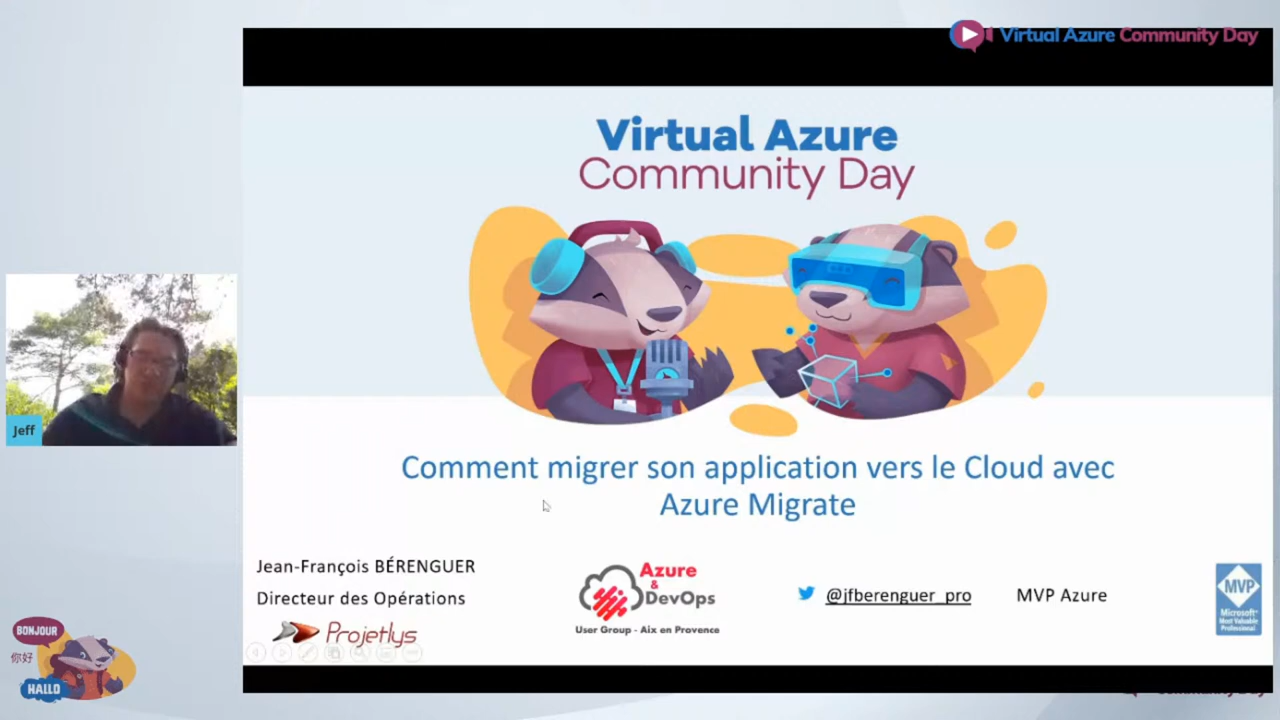 Virtual Azure Community Day
Virtual Azure
Community Day
Jeff
Comment migrer son application vers le Cloud avec
Azure Migrate
Jean-François BÉRENGUER
Directeur des Opérations
Projetlys
Azure
&
DevOps
User Group - Aix en Provence
@jfberenguer_pro
MVP Azure
MVP
Microsoft®
Most Valuable
Professional
BONJOUR
你好
HALLO